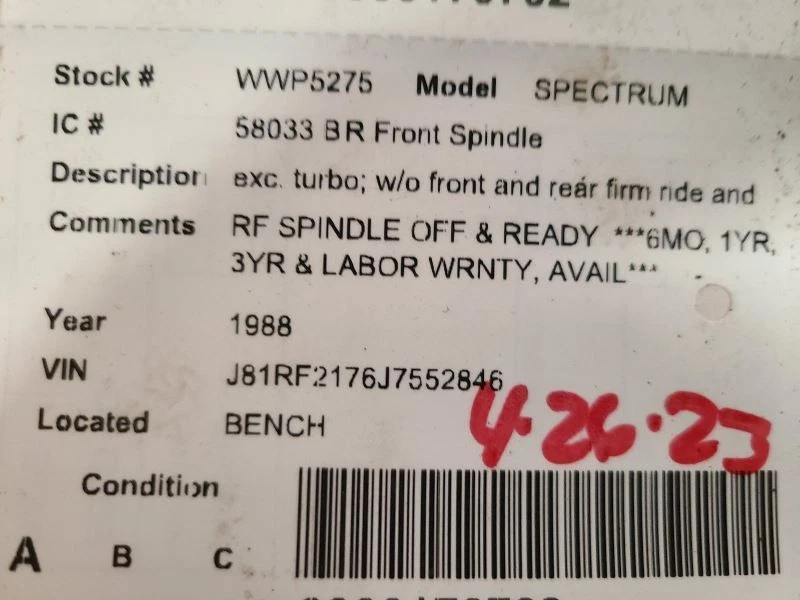 Stock # WWP5275 Model SPECTRUM
IC # 58033 BR Front Spindle
Description exc. turbo; w/o front and rear firm ride and
Comments RF SPINDLE OFF & READY ***6MO, 1YR,
3YR & LABOR WRNTY, AVAIL***
Year 1988
VIN J81RF2176J7552846
Located BENCH
4·26·23
Condition
A B C